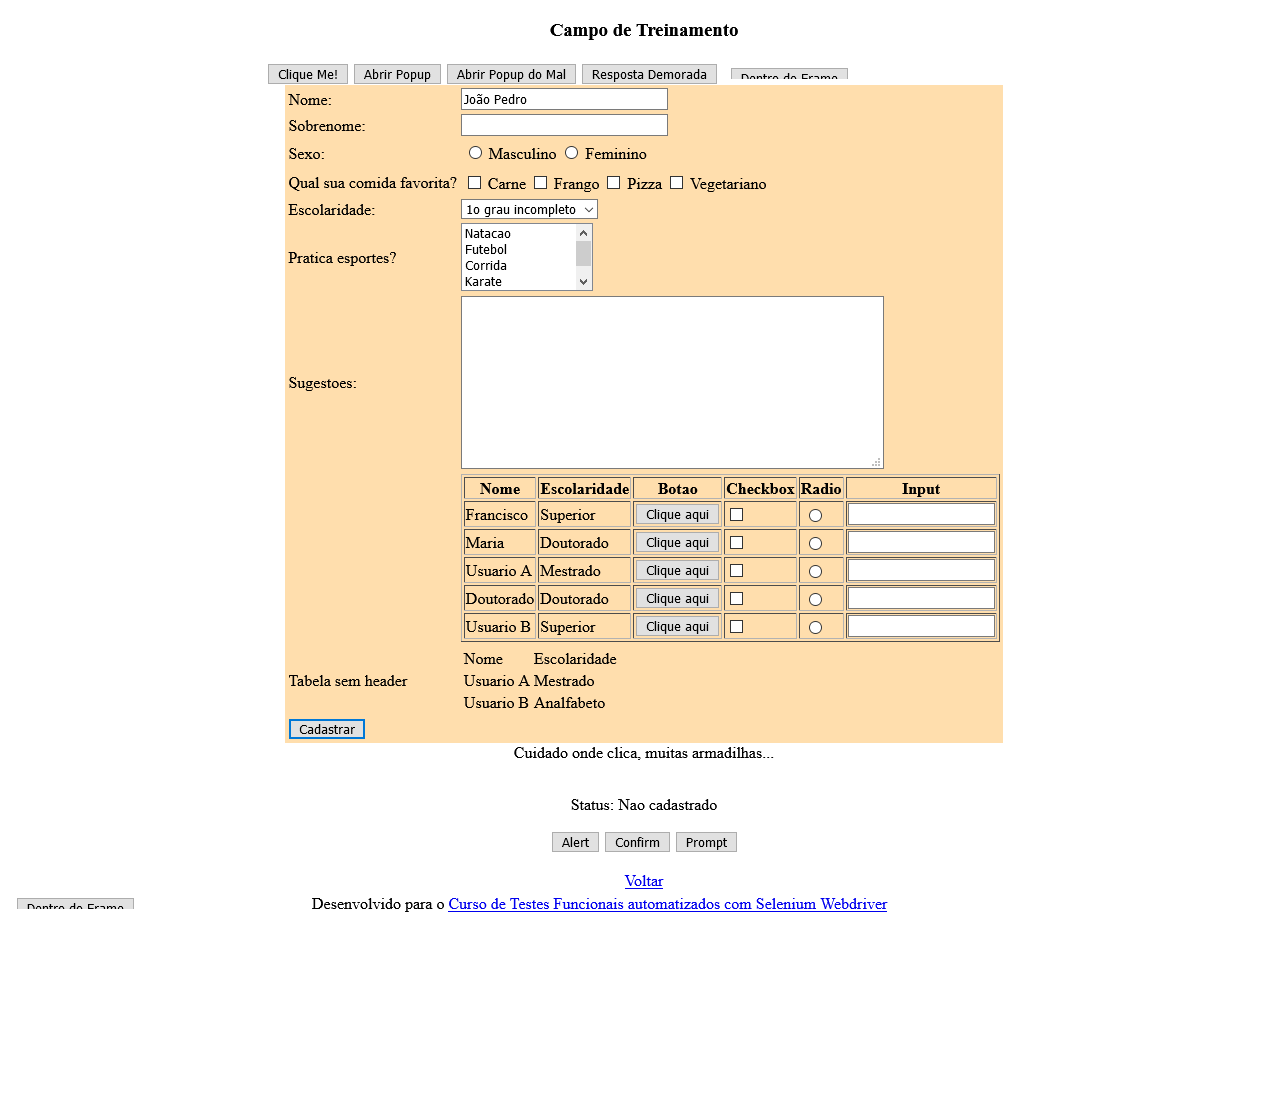 Campo de Treinamento
Clique Me! Abrir Popup Abrir Popup do Mal Resposta Demorada Dentro do Frame
Nome: João Pedro
Sobrenome:
Sexo: Masculino Feminino
Qual sua comida favorita? Carne Frango Pizza Vegetariano
Escolaridade: 1o grau incompleto
Pratica esportes?
Natacao
Futebol
Corrida
Karate
Sugestoes:
Nome Escolaridade Botao Checkbox Radio Input
Francisco Superior Clique aqui
Maria Doutorado Clique aqui
Usuario A Mestrado Clique aqui
Doutorado Doutorado Clique aqui
Usuario B Superior Clique aqui
Tabela sem header
Nome Escolaridade
Usuario A Mestrado
Usuario B Analfabeto
Cadastrar
Cuidado onde clica, muitas armadilhas...
Status: Nao cadastrado
Alert Confirm Prompt
Voltar
Dentro do Frame Desenvolvido para o Curso de Testes Funcionais automatizados com Selenium Webdriver